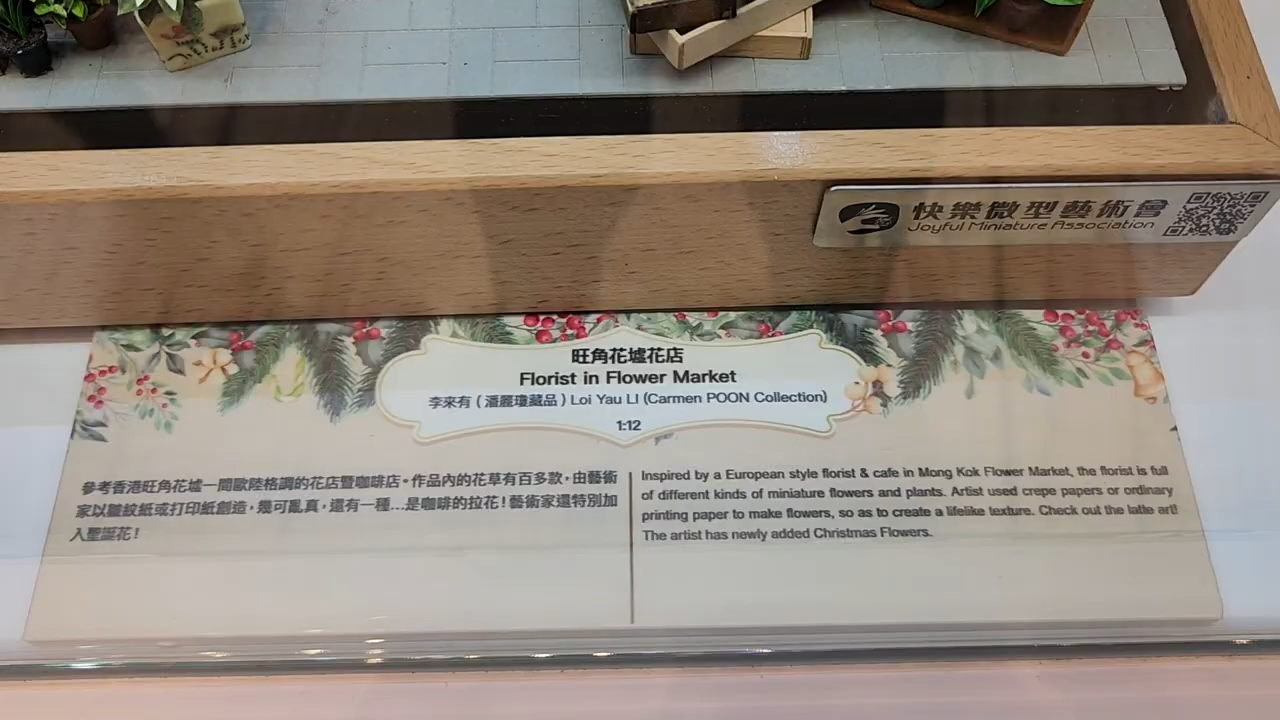 快樂微型藝術會
Joyful Miniature Association
旺角花墟花店
Florist in Flower Market
李來有 ( 潘麗瓊藏品 ) Loi Yau LI (Carmen POON Collection)
1:12
參考香港旺角花墟一間歐陸格調的花店暨咖啡店。作品內的花草有百多款，由藝術
家以皺紋紙或打印紙創造，幾可亂真，還有一種...是咖啡的拉花！藝術家還特別加
入聖誕花！
Inspired by a European style florist & cafe in Mong Kok Flower Market, the florist is full
of different kinds of miniature flowers and plants. Artist used crepe papers or ordinary
printing paper to make flowers, so as to create a lifelike texture. Check out the latte art!
The artist has newly added Christmas Flowers.